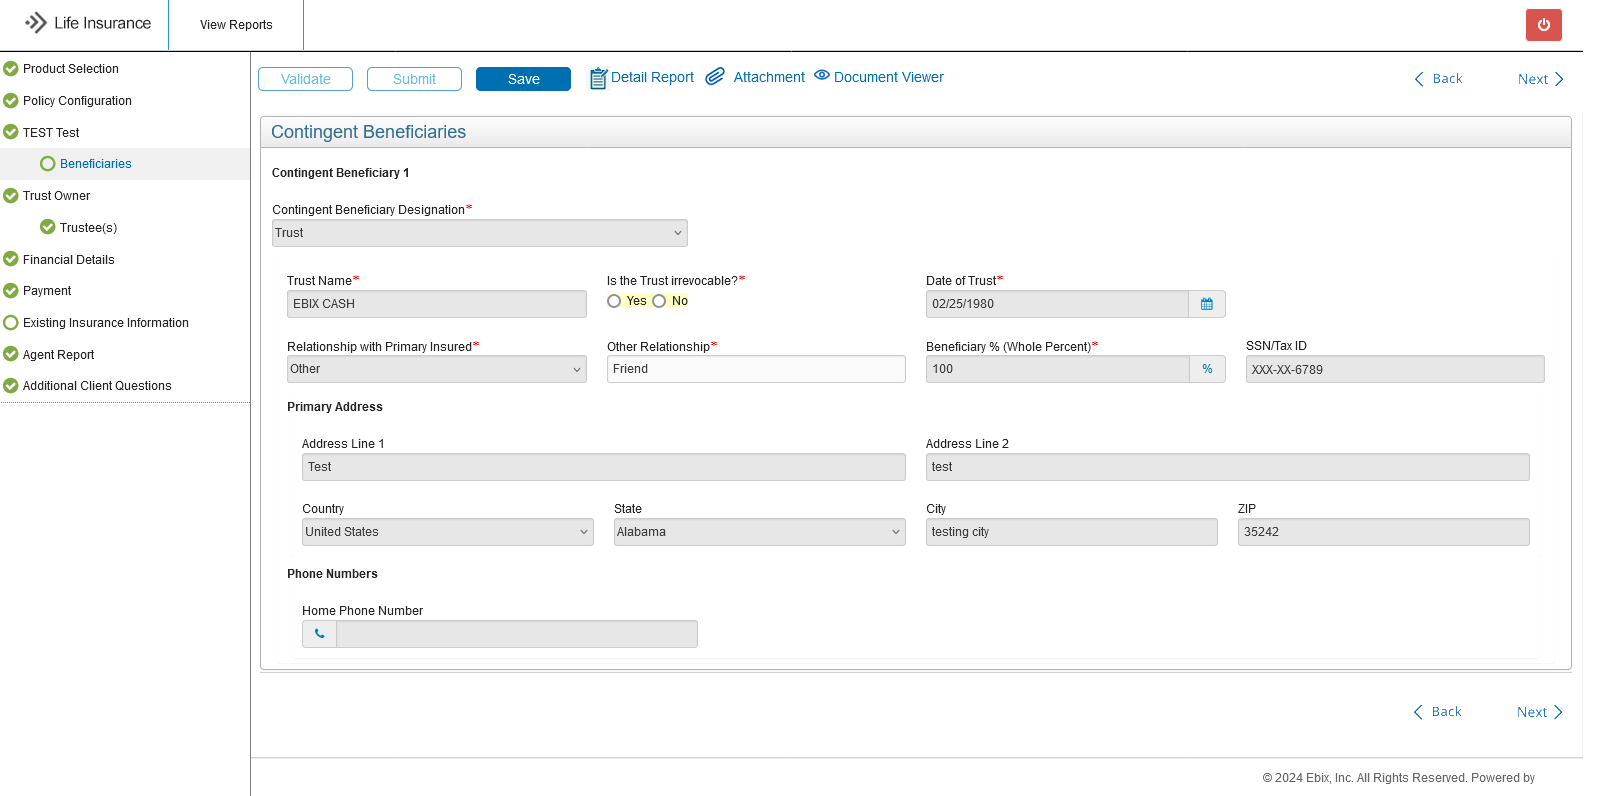 Life Insurance
View Reports
Product Selection
Policy Configuration
TEST Test
Beneficiaries
Trust Owner
Trustee(s)
Financial Details
Payment
Existing Insurance Information
Agent Report
Additional Client Questions
Validate Submit Save Detail Report Attachment Document Viewer Back Next
Contingent Beneficiaries
Contingent Beneficiary 1
Contingent Beneficiary Designation*
Trust
Trust Name* Is the Trust irrevocable?* Date of Trust*
EBIX CASH Yes No 02/25/1980
Relationship with Primary Insured* Other Relationship* Beneficiary % (Whole Percent)* SSN/Tax ID
Other Friend 100 % XXX-XX-6789
Primary Address
Address Line 1 Address Line 2
Test test
Country State City ZIP
United States Alabama testing city 35242
Phone Numbers
Home Phone Number
Back Next
© 2024 Ebix, Inc. All Rights Reserved. Powered by